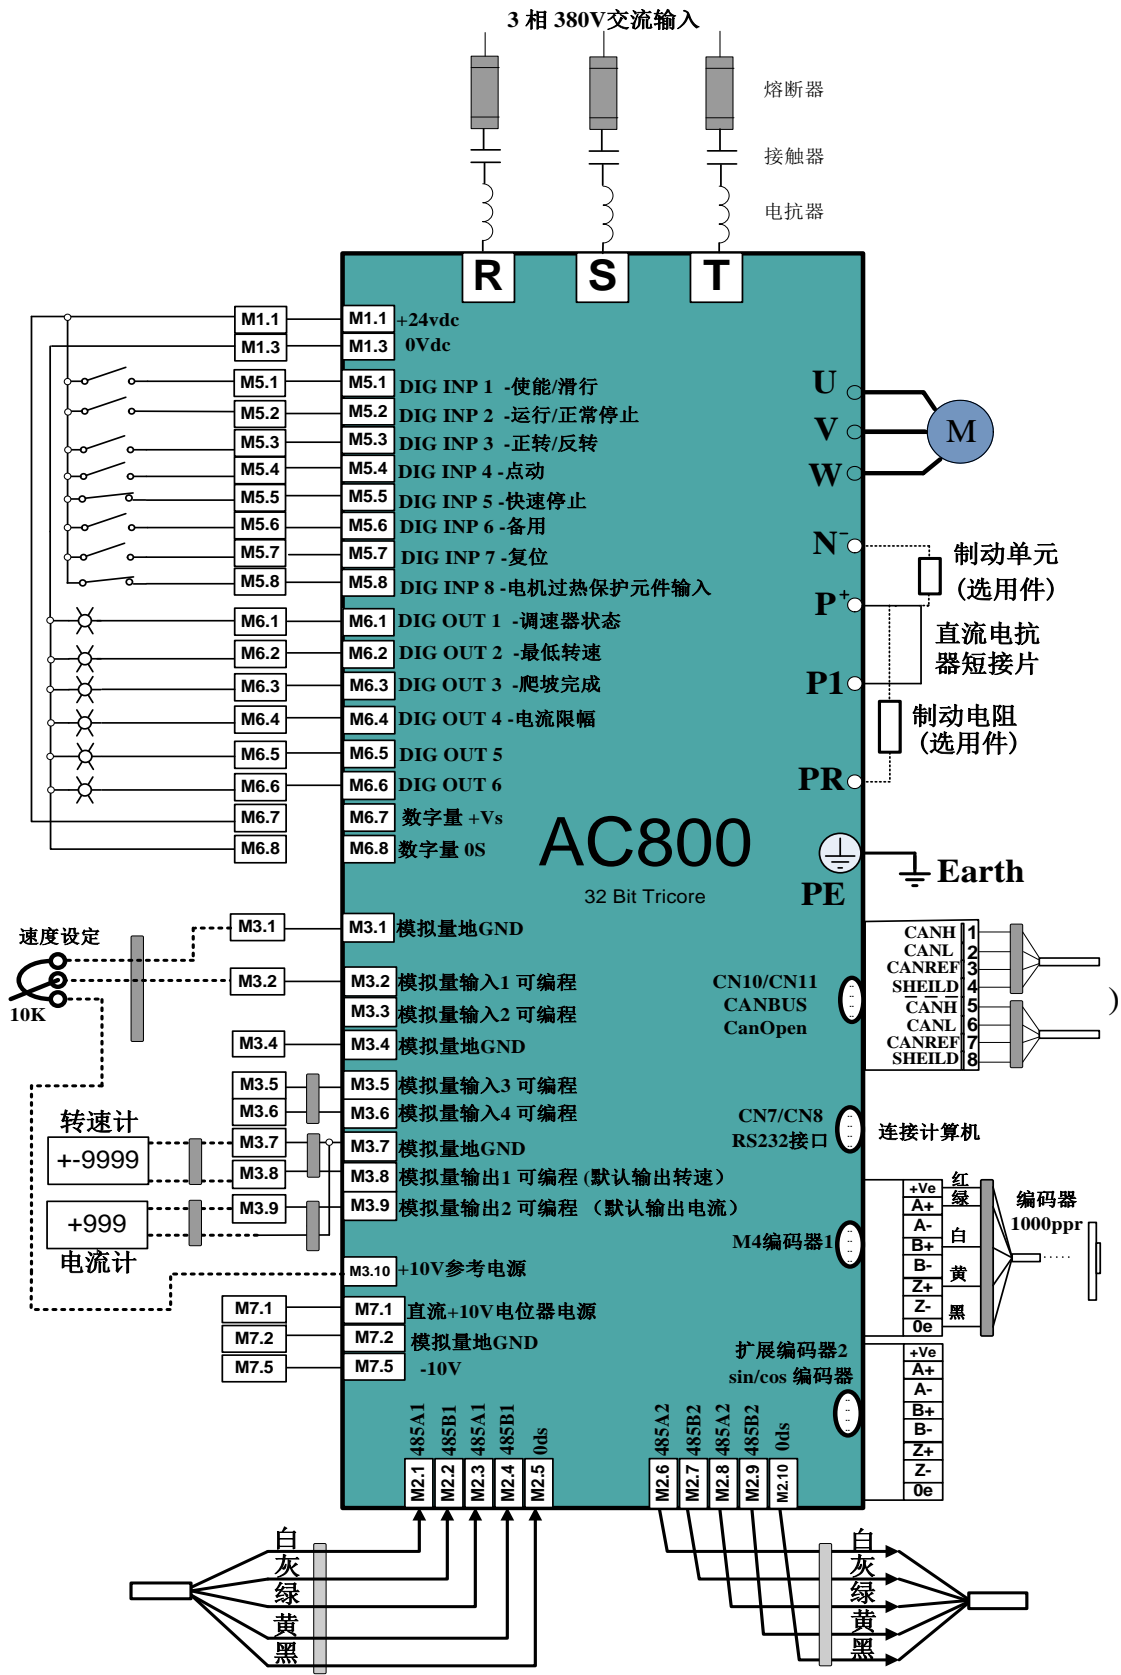 3 相 380V交流输入
熔断器
接触器
电抗器
R S T
M1.1 M1.1 +24vdc
M1.3 M1.3 0Vdc
M5.1 M5.1 DIG INP 1 -使能/滑行
M5.2 M5.2 DIG INP 2 -运行/正常停止
M5.3 M5.3 DIG INP 3 -正转/反转
M5.4 M5.4 DIG INP 4 -点动
M5.5 M5.5 DIG INP 5 -快速停止
M5.6 M5.6 DIG INP 6 -备用
M5.7 M5.7 DIG INP 7 -复位
M5.8 M5.8 DIG INP 8 -电机过热保护元件输入
M6.1 M6.1 DIG OUT 1 -调速器状态
M6.2 M6.2 DIG OUT 2 -最低转速
M6.3 M6.3 DIG OUT 3 -爬坡完成
M6.4 M6.4 DIG OUT 4 -电流限幅
M6.5 M6.5 DIG OUT 5
M6.6 M6.6 DIG OUT 6
M6.7 M6.7 数字量 +Vs
M6.8 M6.8 数字量 0S
U
V
W
M
N-
P+
P1
PR
制动单元
(选用件)
直流电抗
器短接片
制动电阻
(选用件)
AC800
32 Bit Tricore
PE
Earth
速度设定
10K
M3.1 M3.1 模拟量地GND
M3.2 M3.2 模拟量输入1 可编程
M3.3 模拟量输入2 可编程
M3.4 M3.4 模拟量地GND
M3.5 M3.5 模拟量输入3 可编程
M3.6 M3.6 模拟量输入4 可编程
M3.7 M3.7 模拟量地GND
M3.8 M3.8 模拟量输出1 可编程 (默认输出转速）
M3.9 M3.9 模拟量输出2 可编程 （默认输出电流）
转速计
+-9999
+999
电流计
M3.10 +10V参考电源
M7.1 M7.1 直流+10V电位器电源
M7.2 M7.2 模拟量地GND
M7.5 M7.5 -10V
CN10/CN11
CANBUS
CanOpen
CANH 1
CANL 2
CANREF 3
SHEILD 4
CANH 5
CANL 6
CANREF 7
SHEILD 8
)
CN7/CN8
RS232接口
连接计算机
M4编码器1
+Ve 红
A+ 绿
A-
B+ 白
B-
Z+ 黄
Z-
0e 黑
编码器
1000ppr
扩展编码器2
sin/cos 编码器
+Ve
A+
A-
B+
B-
Z+
Z-
0e
485A1 485B1 485A1 485B1 0ds
M2.1 M2.2 M2.3 M2.4 M2.5
485A2 485B2 485A2 485B2 0ds
M2.6 M2.7 M2.8 M2.9 M2.10
白
灰
绿
黄
黑
白
灰
绿
黄
黑